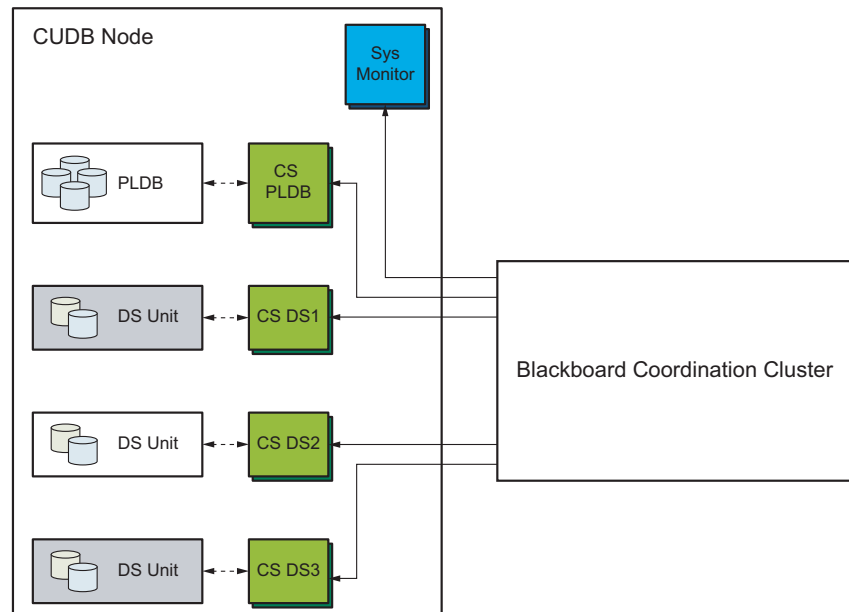 CUDB Node
Sys
Monitor
PLDB
CS
PLDB
DS Unit
CS DS1
Blackboard Coordination Cluster
DS Unit
CS DS2
DS Unit
CS DS3